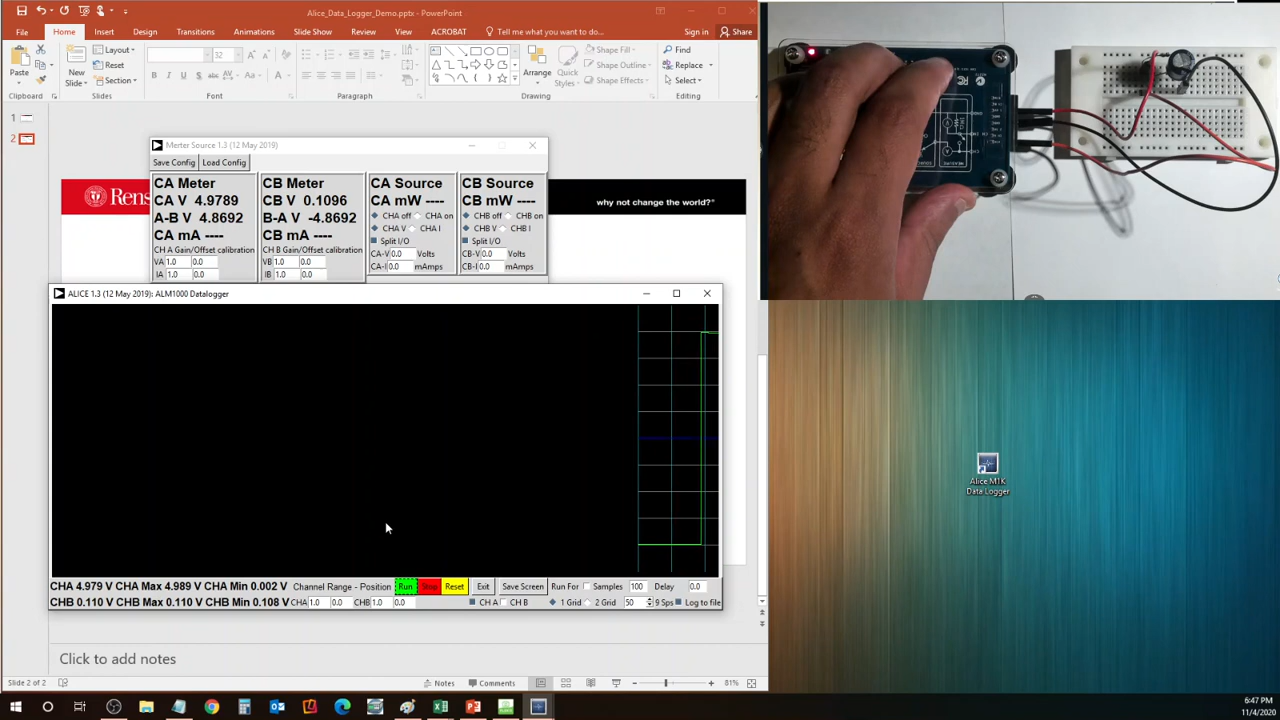 Alice_Data_Logger_Demo.pptx - PowerPoint
File Home Insert Design Transitions Animations Slide Show Review View ACROBAT Tell me what you want to do... Sign in Share
Paste
New Slide
Layout
Reset
Section
32
B I U S
Arrange
Quick Styles
Shape Fill
Shape Outline
Shape Effects
Find
Replace
Select
Clipboard Slides Font Paragraph Drawing Editing
1
2
Merter Source 1.3 (12 May 2019)
Save Config Load Config
Rens
why not change the world?®
CA Meter
CA V 4.9789
A-B V 4.8692
CA mA ----
CH A Gain/Offset calibration
VA 1.0 0.0
IA 1.0 0.0
CB Meter
CB V 0.1096
B-A V -4.8692
CB mA ----
CH B Gain/Offset calibration
VB 1.0 0.0
IB 1.0 0.0
CA Source
CA mW ----
CHA off CHA on
CHA V CHA I
Split I/O
CA-V 0.0 Volts
CA-I 0.0 mAmps
CB Source
CB mW ----
CHB off CHB on
CHB V CHB I
Split I/O
CB-V 0.0 Volts
CB-I 0.0 mAmps
ALICE 1.3 (12 May 2019): ALM1000 Datalogger
CHA 4.979 V CHA Max 4.989 V CHA Min 0.002 V Channel Range - Position Run Stop Reset Exit Save Screen Run For Samples 100 Delay 0.0
CHB 0.110 V CHB Max 0.110 V CHB Min 0.108 V CHA 1.0 0.0 CHB 1.0 0.0 CH A CH B 1 Grid 2 Grid 50 9 Sps Log to file
Click to add notes
Slide 2 of 2 Notes Comments 81%
Alice M1K
Data Logger
6:47 PM
11/4/2020